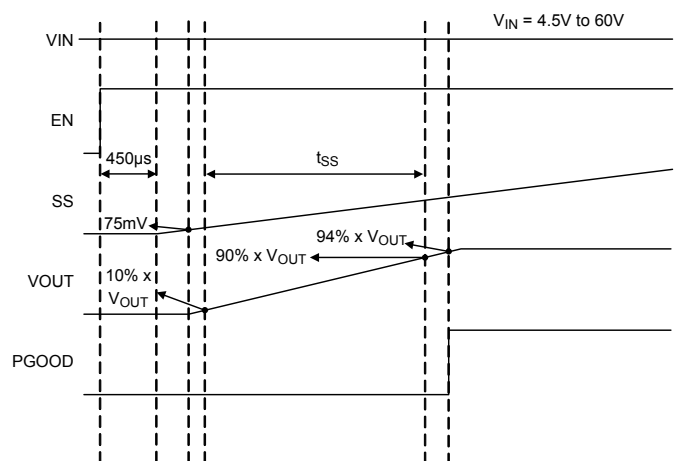 V_IN = 4.5V to 60V
VIN
EN
450µs
t_SS
SS
75mV
94% x V_OUT
90% x V_OUT
VOUT
10% x
V_OUT
PGOOD